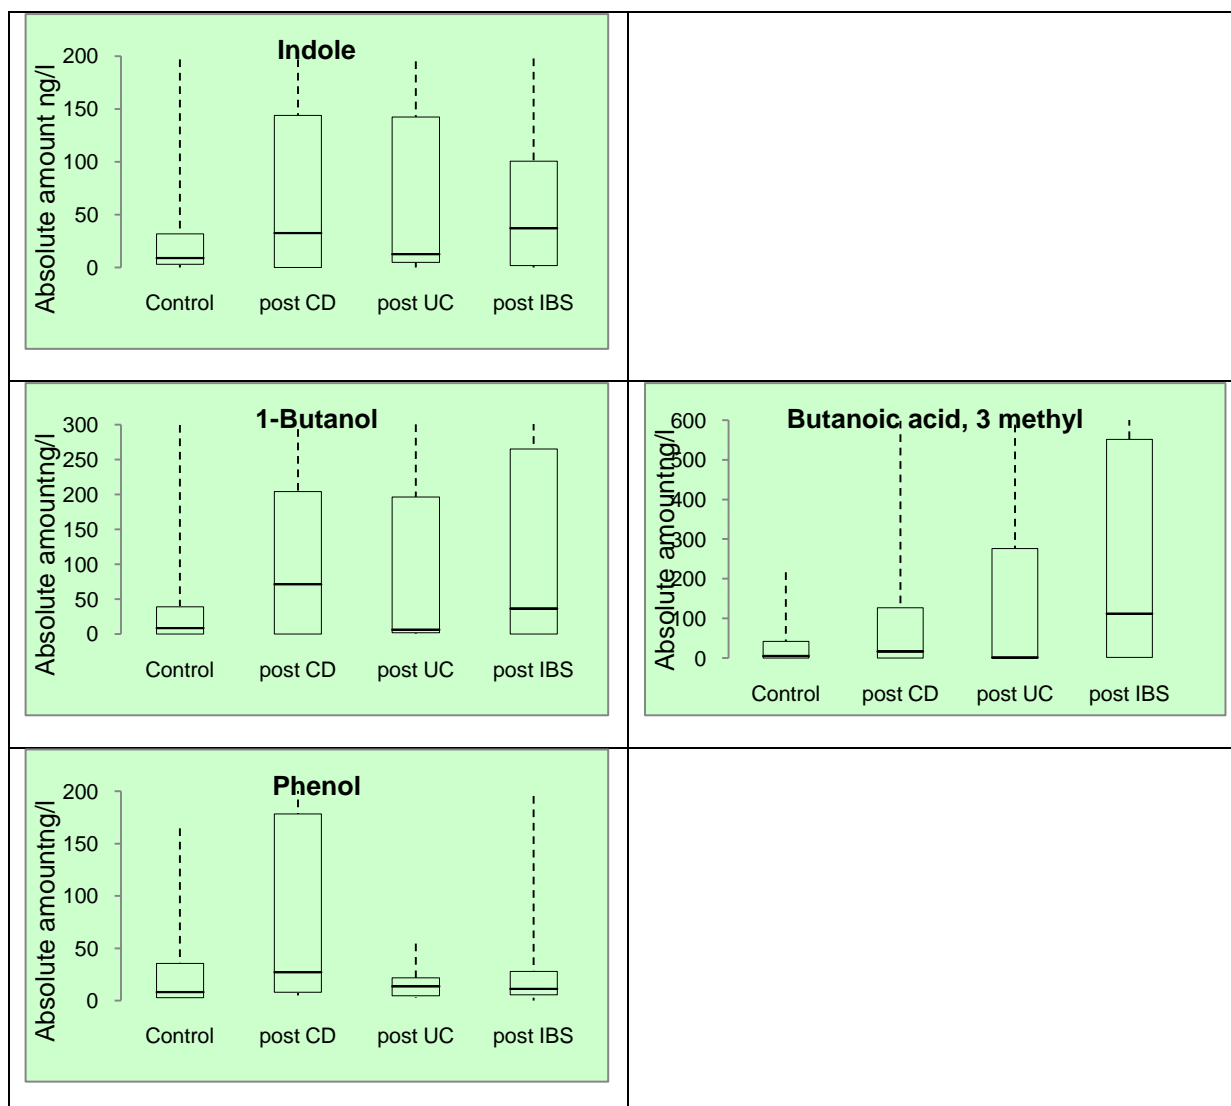 Indole
Absolute amount ng/l
200
150
100
50
0
Control post CD post UC post IBS
1-Butanol
Absolute amountng/l
300
250
200
150
100
50
0
Control post CD post UC post IBS
Butanoic acid, 3 methyl
Absolute amountng/l
600
500
400
300
200
100
0
Control post CD post UC post IBS
Phenol
Absolute amountng/l
200
150
100
50
0
Control post CD post UC post IBS